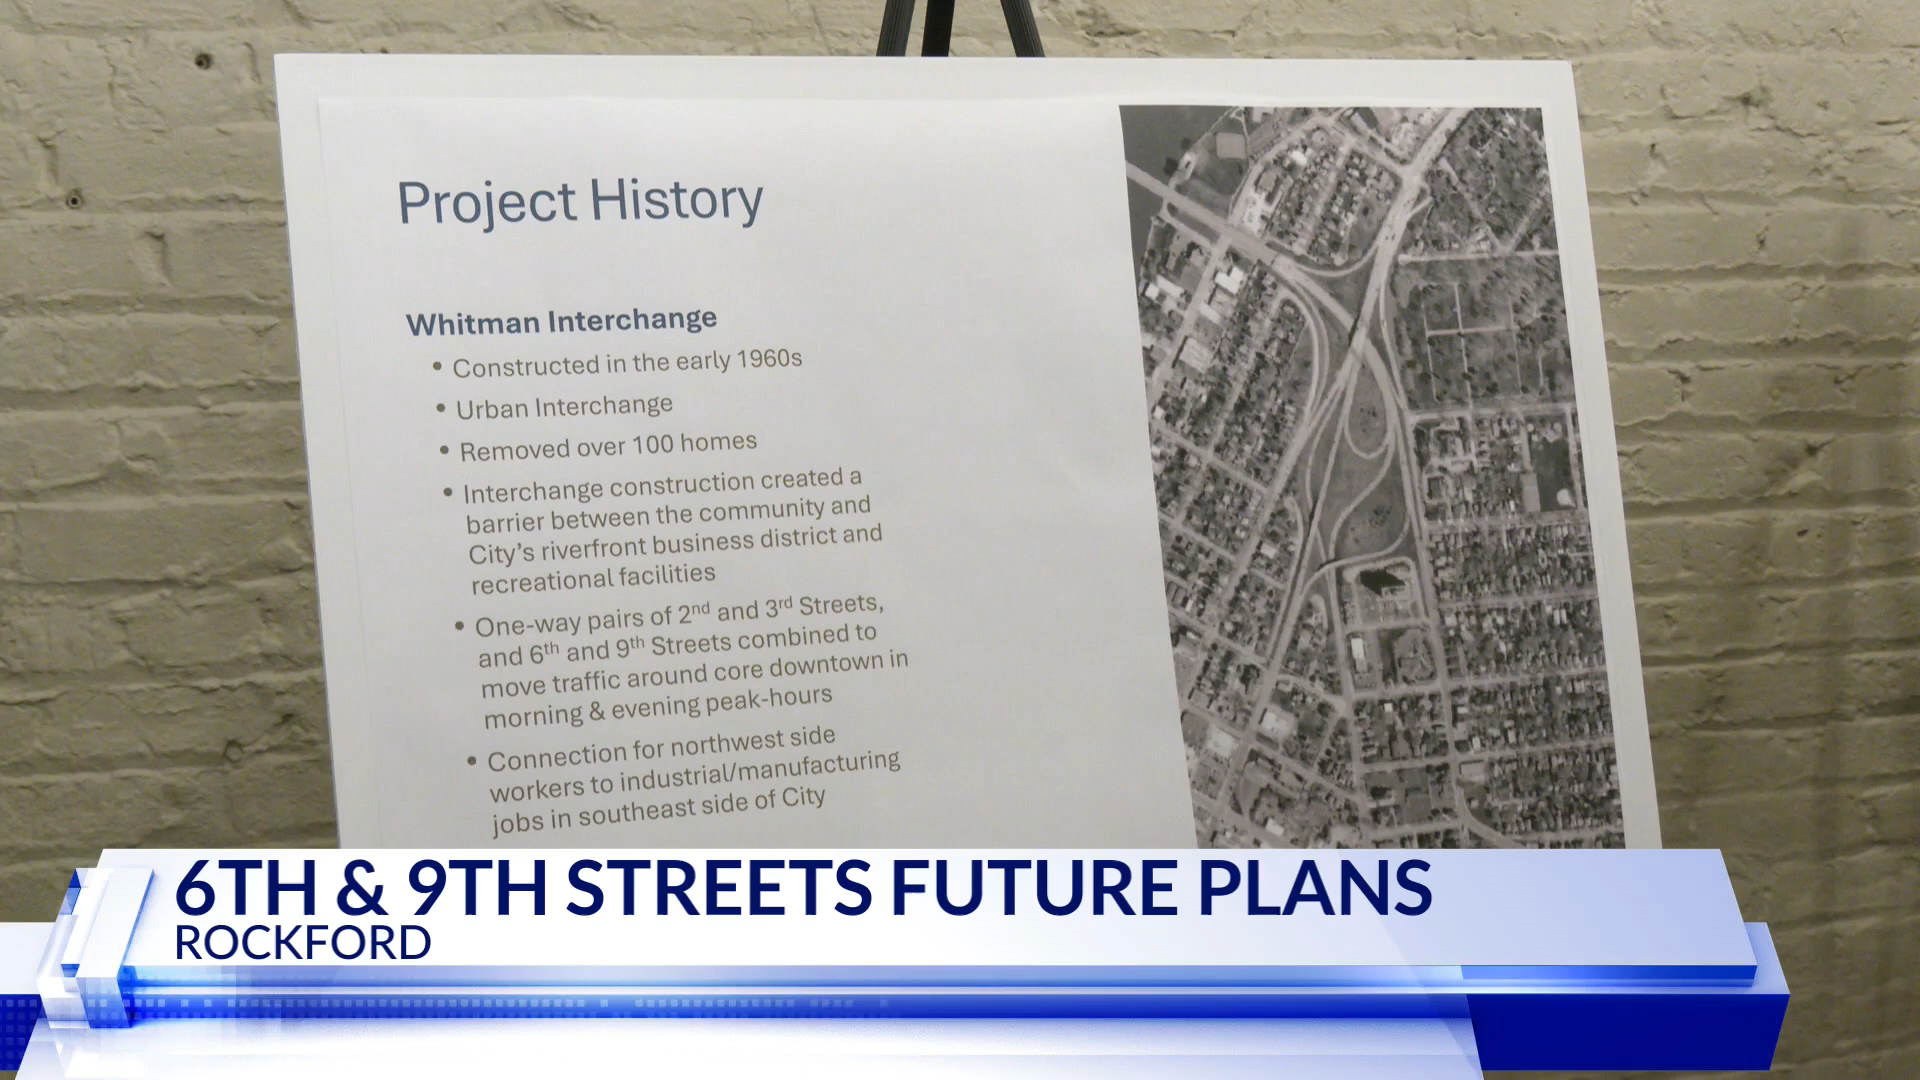 Project History
Whitman Interchange
• Constructed in the early 1960s
• Urban Interchange
• Removed over 100 homes
• Interchange construction created a
barrier between the community and
City's riverfront business district and
recreational facilities
• One-way pairs of 2nd and 3rd Streets,
and 6th and 9th Streets combined to
move traffic around core downtown in
morning & evening peak-hours
• Connection for northwest side
workers to industrial/manufacturing
jobs in southeast side of City
6TH & 9TH STREETS FUTURE PLANS
ROCKFORD